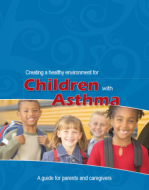 Creating a healthy environment for
Children with
Asthma
A guide for parents and caregivers